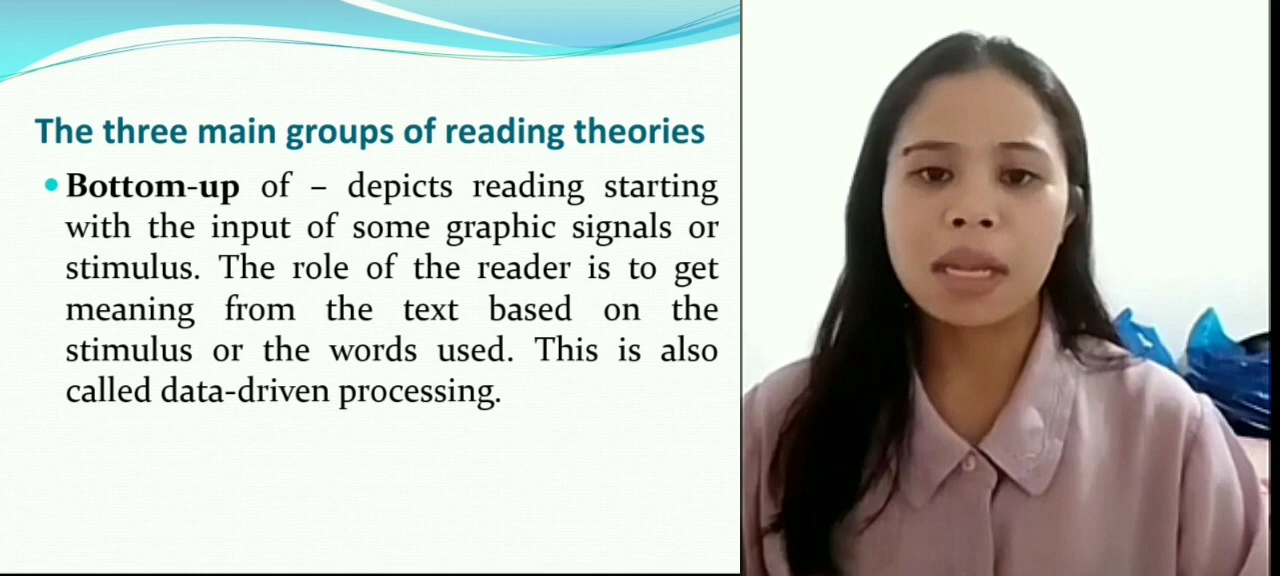 The three main groups of reading theories
Bottom-up of – depicts reading starting
with the input of some graphic signals or
stimulus. The role of the reader is to get
meaning from the text based on the
stimulus or the words used. This is also
called data-driven processing.